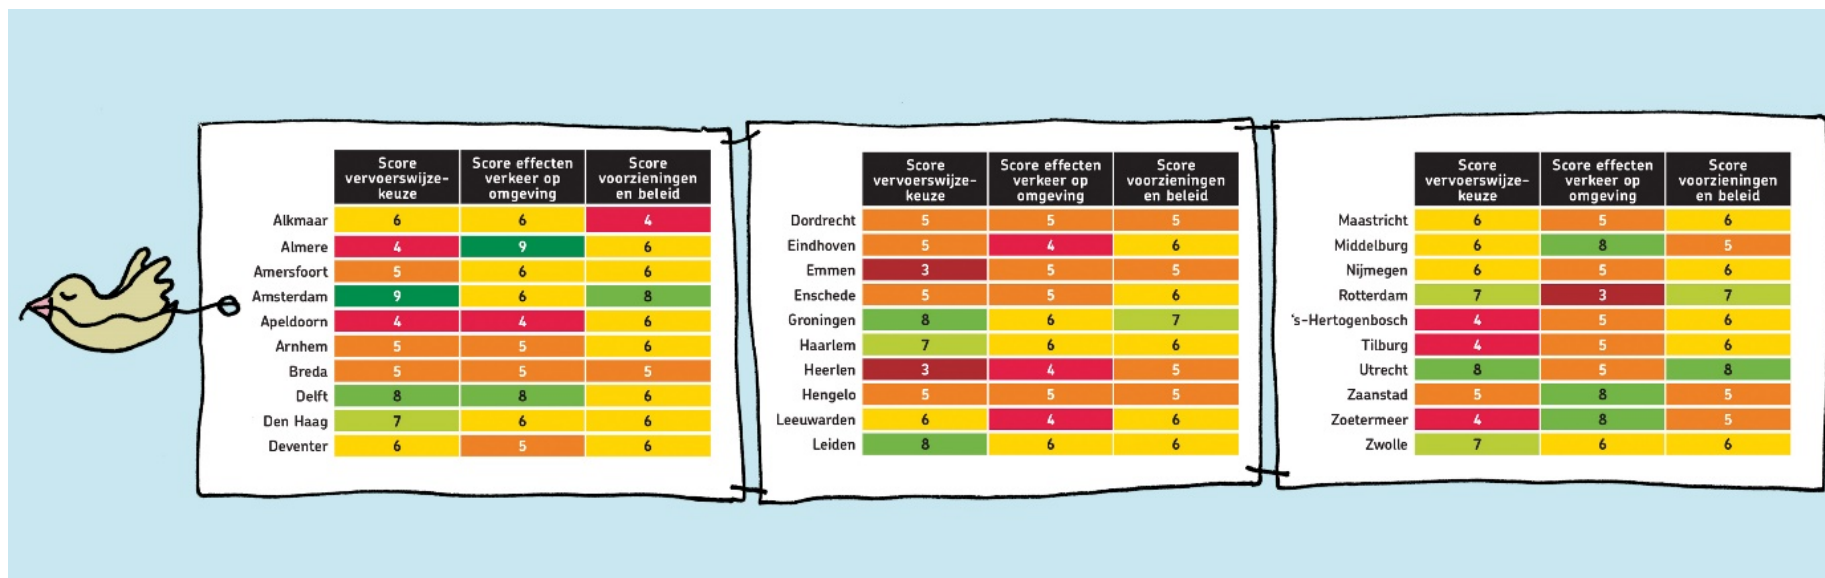 Score vervoerswijze- keuze Score effecten verkeer op omgeving Score voorzieningen en beleid
Alkmaar 6 6 4
Almere 4 9 6
Amersfoort 5 6 6
Amsterdam 9 6 8
Apeldoorn 4 4 6
Arnhem 5 5 6
Breda 5 5 5
Delft 8 8 6
Den Haag 7 6 6
Deventer 6 5 6
Score vervoerswijze- keuze Score effecten verkeer op omgeving Score voorzieningen en beleid
Dordrecht 5 5 5
Eindhoven 5 4 6
Emmen 3 5 5
Enschede 5 5 6
Groningen 8 6 7
Haarlem 7 6 6
Heerlen 3 4 5
Hengelo 5 5 5
Leeuwarden 6 4 6
Leiden 8 6 6
Score vervoerswijze- keuze Score effecten verkeer op omgeving Score voorzieningen en beleid
Maastricht 6 5 6
Middelburg 6 8 5
Nijmegen 6 5 6
Rotterdam 7 3 7
's-Hertogenbosch 4 5 6
Tilburg 4 5 6
Utrecht 8 5 8
Zaanstad 5 8 5
Zoetermeer 4 8 5
Zwolle 7 6 6